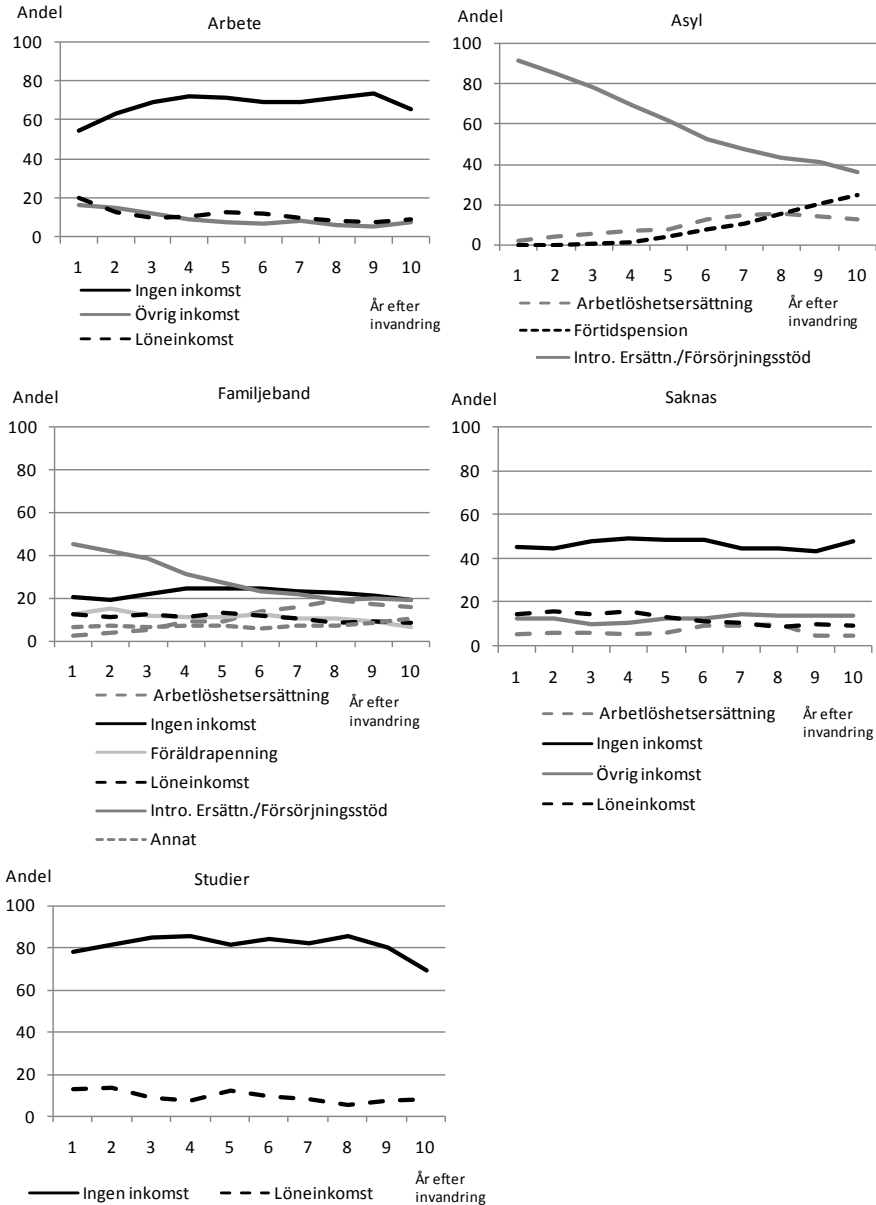 Andel
Arbete
100
80
60
40
20
0
1 2 3 4 5 6 7 8 9 10
Ingen inkomst
Övrig inkomst
Löneinkomst
År efter
invandring
Andel
Asyl
100
80
60
40
20
0
1 2 3 4 5 6 7 8 9 10
Arbetlöshetsersättning
Förtidspension
Intro. Ersättn./Försörjningsstöd
År efter
invandring
Andel
Familjeband
100
80
60
40
20
0
1 2 3 4 5 6 7 8 9 10
Arbetlöshetsersättning
Ingen inkomst
Föräldrapenning
Löneinkomst
Intro. Ersättn./Försörjningsstöd
Annat
År efter
invandring
Andel
Saknas
100
80
60
40
20
0
1 2 3 4 5 6 7 8 9 10
Arbetlöshetsersättning
Ingen inkomst
Övrig inkomst
Löneinkomst
År efter
invandring
Andel
Studier
100
80
60
40
20
0
1 2 3 4 5 6 7 8 9 10
Ingen inkomst
Löneinkomst
År efter
invandring